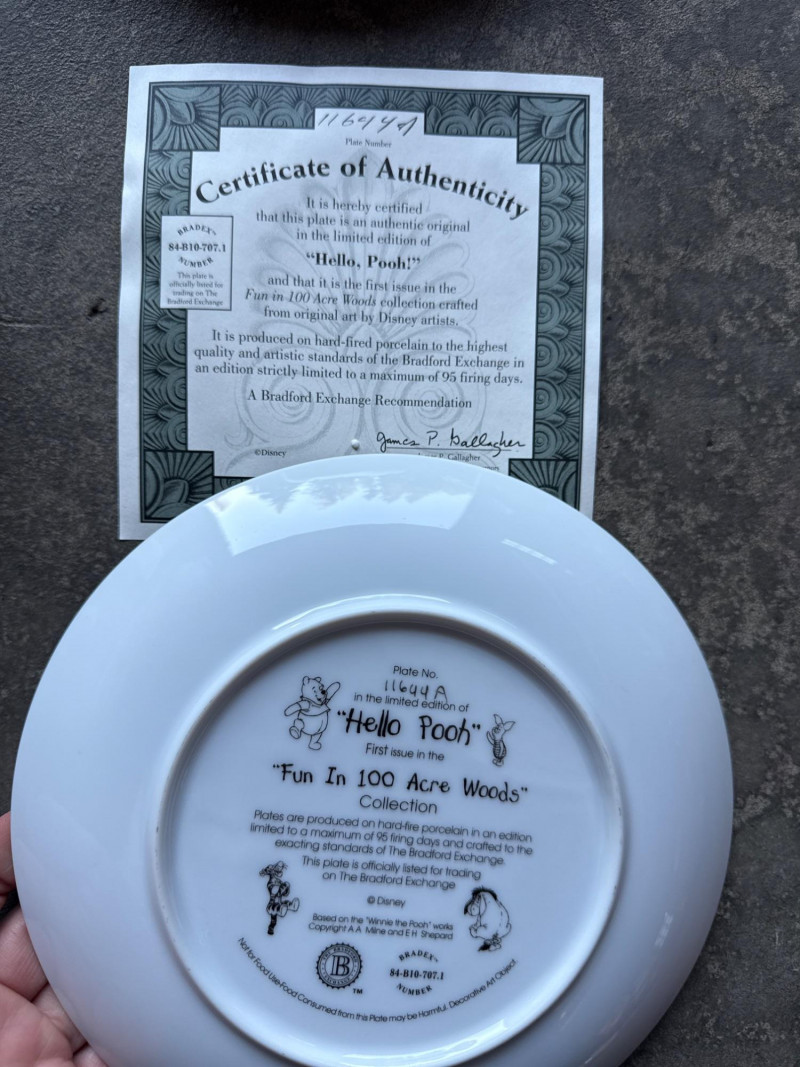 11644A
Plate Number
Certificate of Authenticity
It is hereby certified
that this plate is an authentic original
in the limited edition of
“Hello, Pooh!”
and that it is the first issue in the
Fun in 100 Acre Woods collection crafted
from original art by Disney artists.
BRADEX™
84-B10-707.1
NUMBER
This plate is
officially listed for
trading on The
Bradford Exchange
It is produced on hard-fired porcelain to the highest
quality and artistic standards of the Bradford Exchange in
an edition strictly limited to a maximum of 95 firing days.
A Bradford Exchange Recommendation
James P. Gallagher
©Disney
P. Gallagher
Plate No.
11644A
in the limited edition of
"Hello Pooh"
First issue in the
"Fun In 100 Acre Woods"
Collection
Plates are produced on hard-fire porcelain in an edition
limited to a maximum of 95 firing days and crafted to the
exacting standards of The Bradford Exchange.
This plate is officially listed for trading
on The Bradford Exchange
© Disney
Based on the "Winnie the Pooh" works
Copyright A.A. Milne and E.H. Shepard
B
TM
BRADEX™
84-B10-707.1
NUMBER
Not for Food Use-Food Consumed from this Plate may be Harmful. Decorative Art Object.